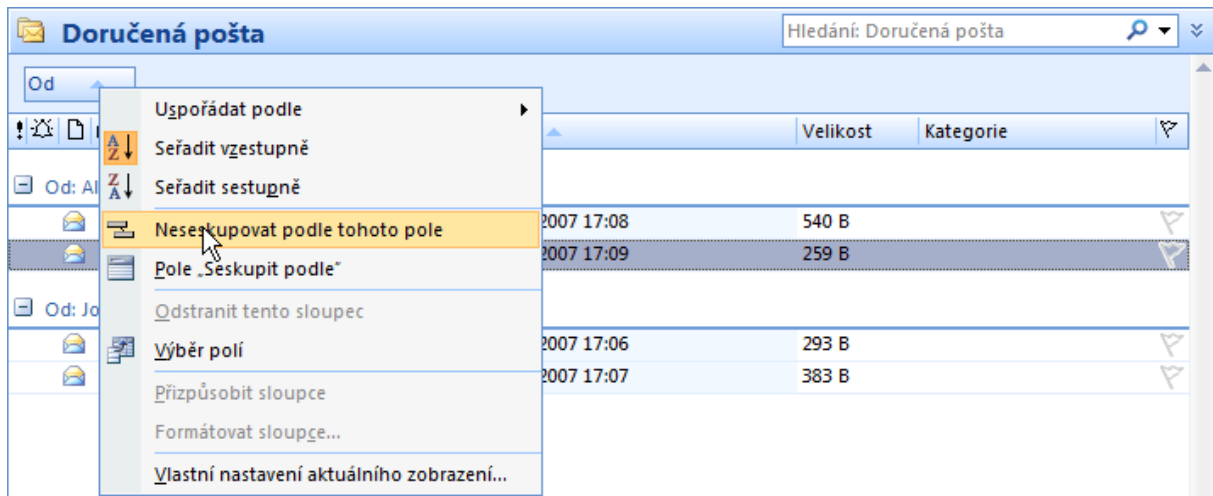 Doručená pošta
Hledání: Doručená pošta
Od
Velikost Kategorie
Uspořádat podle
Seřadit vzestupně
Seřadit sestupně
Neseskupovat podle tohoto pole
Pole „Seskupit podle“
Odstranit tento sloupec
Výběr polí
Přizpůsobit sloupce
Formátovat sloupce...
Vlastní nastavení aktuálního zobrazení...
Od: Al
2007 17:08 540 B
2007 17:09 259 B
Od: Jo
2007 17:06 293 B
2007 17:07 383 B